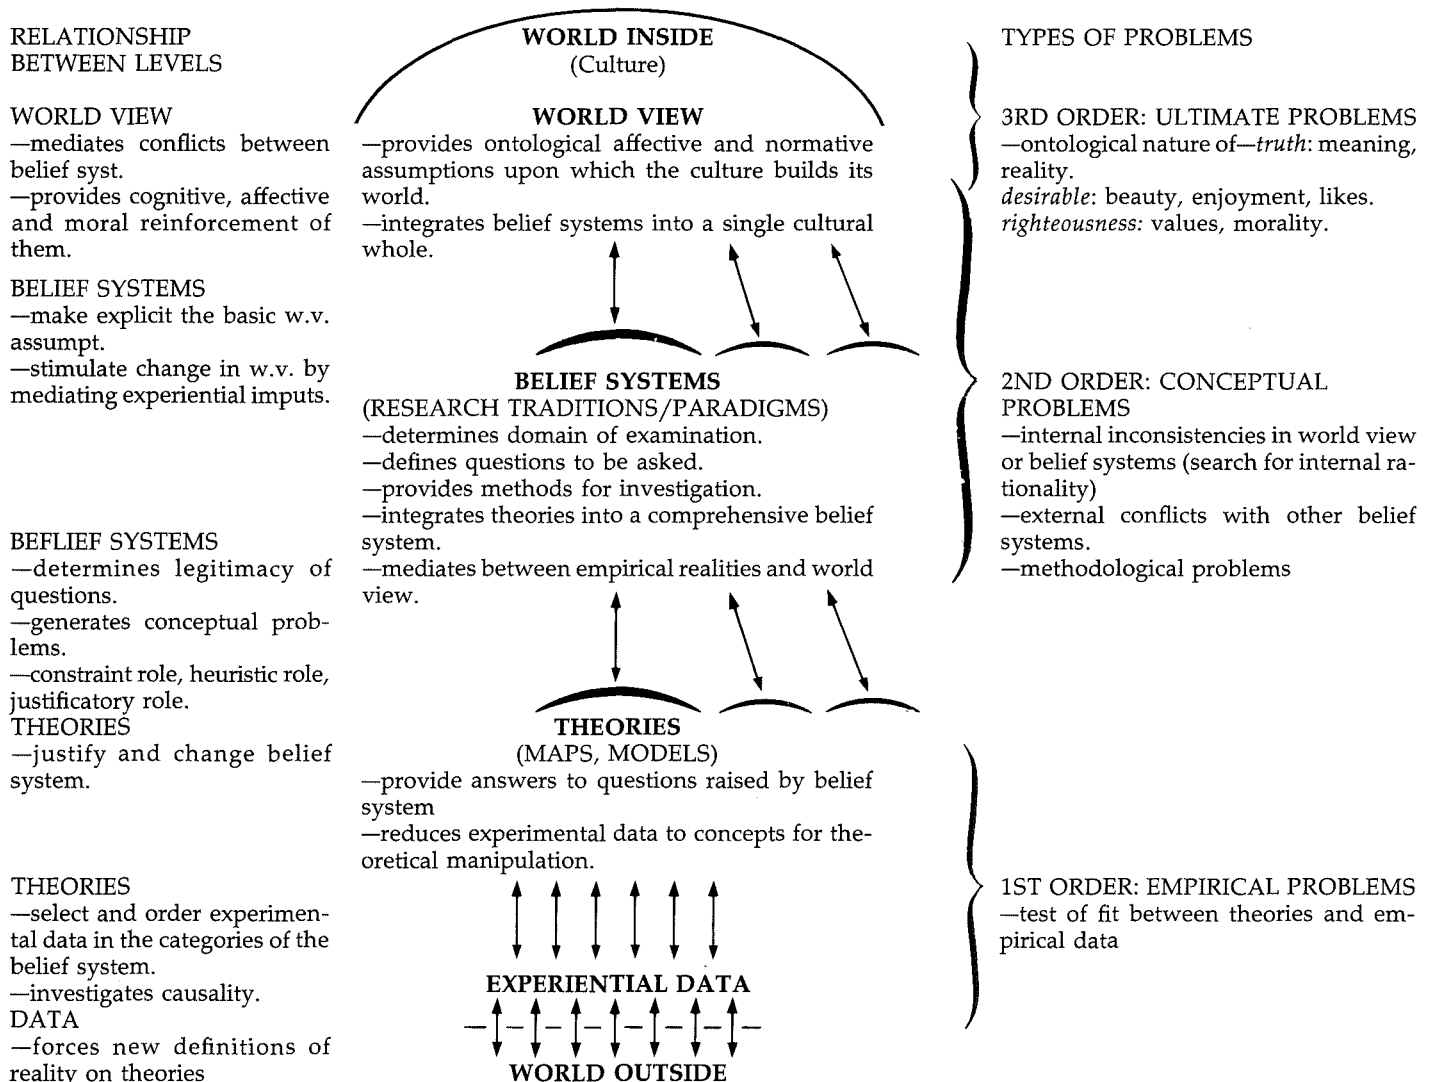 RELATIONSHIP
BETWEEN LEVELS
WORLD VIEW
—mediates conflicts between
belief syst.
—provides cognitive, affective
and moral reinforcement of
them.
BELIEF SYSTEMS
—make explicit the basic w.v.
assumpt.
—stimulate change in w.v. by
mediating experiential imputs.
BEFLIEF SYSTEMS
—determines legitimacy of
questions.
—generates conceptual prob-
lems.
—constraint role, heuristic role,
justificatory role.
THEORIES
—justify and change belief
system.
THEORIES
—select and order experimen-
tal data in the categories of the
belief system.
—investigates causality.
DATA
—forces new definitions of
reality on theories
WORLD INSIDE
(Culture)
WORLD VIEW
—provides ontological affective and normative
assumptions upon which the culture builds its
world.
—integrates belief systems into a single cultural
whole.
BELIEF SYSTEMS
(RESEARCH TRADITIONS/PARADIGMS)
—determines domain of examination.
—defines questions to be asked.
—provides methods for investigation.
—integrates theories into a comprehensive belief
system.
—mediates between empirical realities and world
view.
THEORIES
(MAPS, MODELS)
—provide answers to questions raised by belief
system
—reduces experimental data to concepts for the-
oretical manipulation.
EXPERIENTIAL DATA
WORLD OUTSIDE
TYPES OF PROBLEMS
3RD ORDER: ULTIMATE PROBLEMS
—ontological nature of—truth: meaning,
reality.
desirable: beauty, enjoyment, likes.
righteousness: values, morality.
2ND ORDER: CONCEPTUAL
PROBLEMS
—internal inconsistencies in world view
or belief systems (search for internal ra-
tionality)
—external conflicts with other belief
systems.
—methodological problems
1ST ORDER: EMPIRICAL PROBLEMS
—test of fit between theories and em-
pirical data